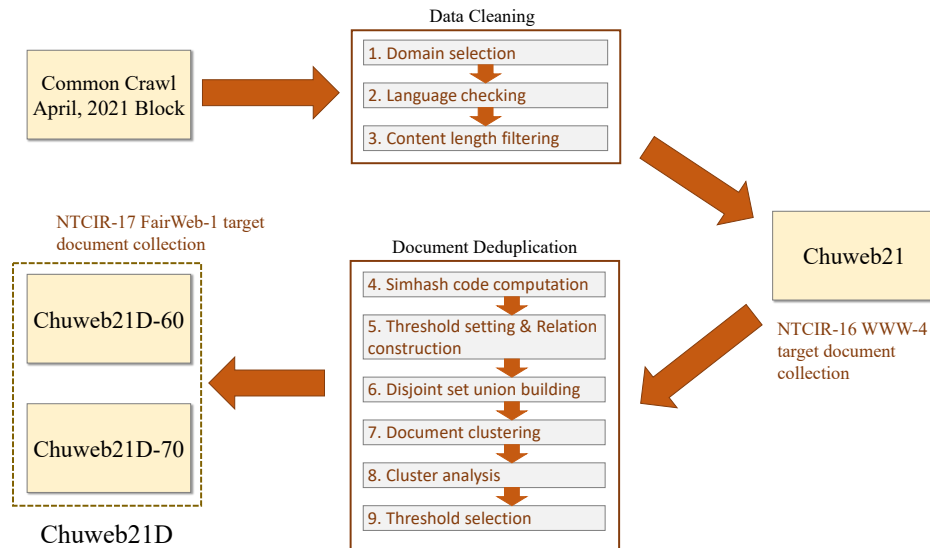 Data Cleaning
Common Crawl
April, 2021 Block
1. Domain selection
2. Language checking
3. Content length filtering
Chuweb21
NTCIR-16 WWW-4
target document
collection
Document Deduplication
4. Simhash code computation
5. Threshold setting & Relation
construction
6. Disjoint set union building
7. Document clustering
8. Cluster analysis
9. Threshold selection
NTCIR-17 FairWeb-1 target
document collection
Chuweb21D-60
Chuweb21D-70
Chuweb21D